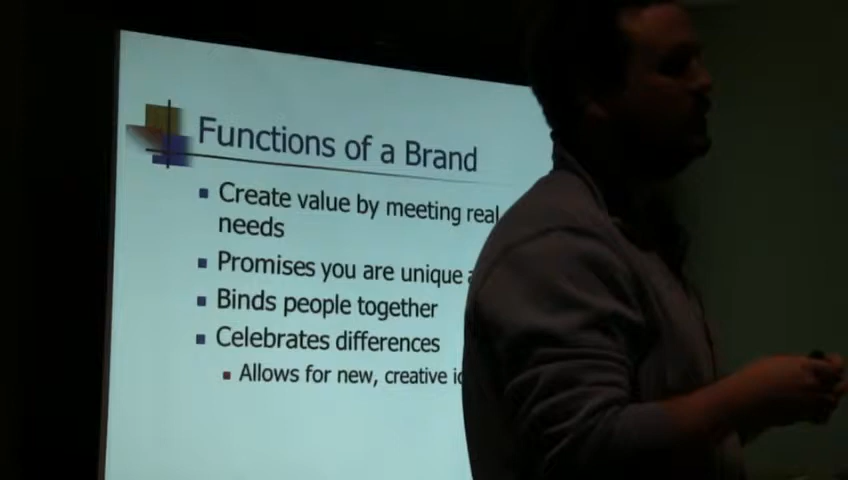 Functions of a Brand
Create value by meeting real
needs
Promises you are unique
Binds people together
Celebrates differences
Allows for new, creative